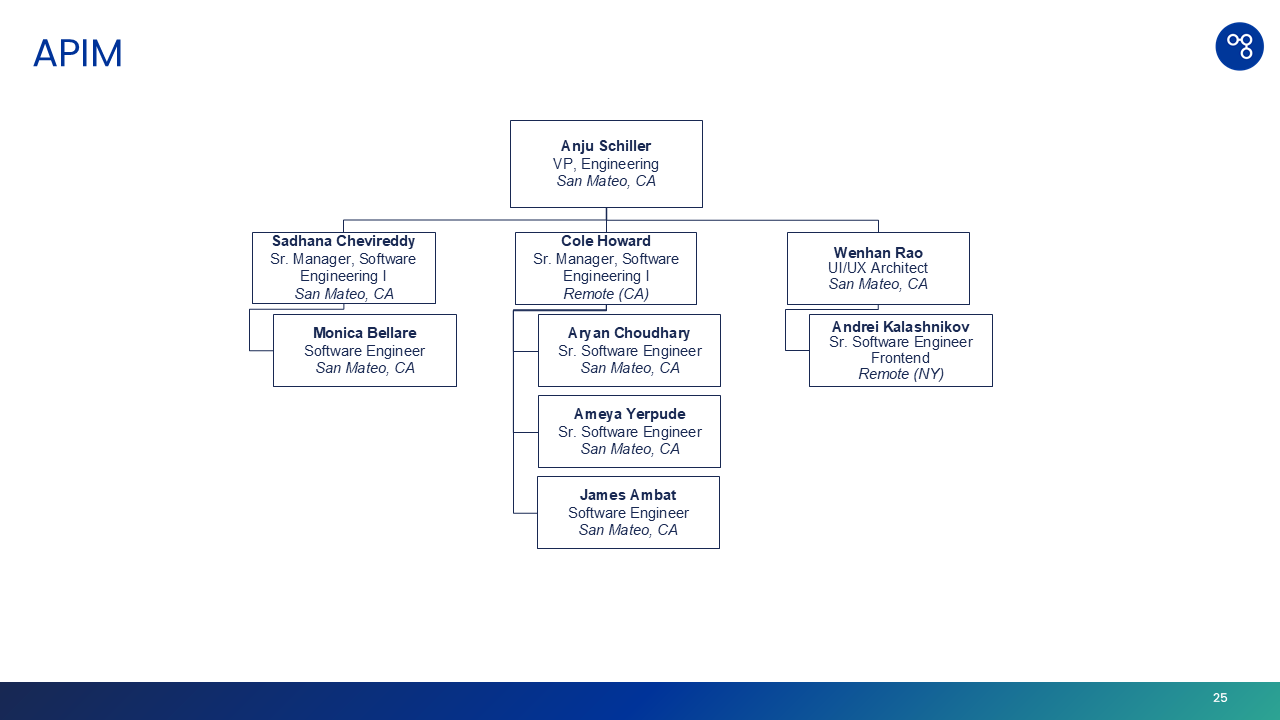 APIM
Anju Schiller
VP, Engineering
San Mateo, CA
Sadhana Chevireddy
Sr. Manager, Software
Engineering I
San Mateo, CA
Monica Bellare
Software Engineer
San Mateo, CA
Cole Howard
Sr. Manager, Software
Engineering I
Remote (CA)
Aryan Choudhary
Sr. Software Engineer
San Mateo, CA
Ameya Yerpude
Sr. Software Engineer
San Mateo, CA
James Ambat
Software Engineer
San Mateo, CA
Wenhan Rao
UI/UX Architect
San Mateo, CA
Andrei Kalashnikov
Sr. Software Engineer
Frontend
Remote (NY)
25